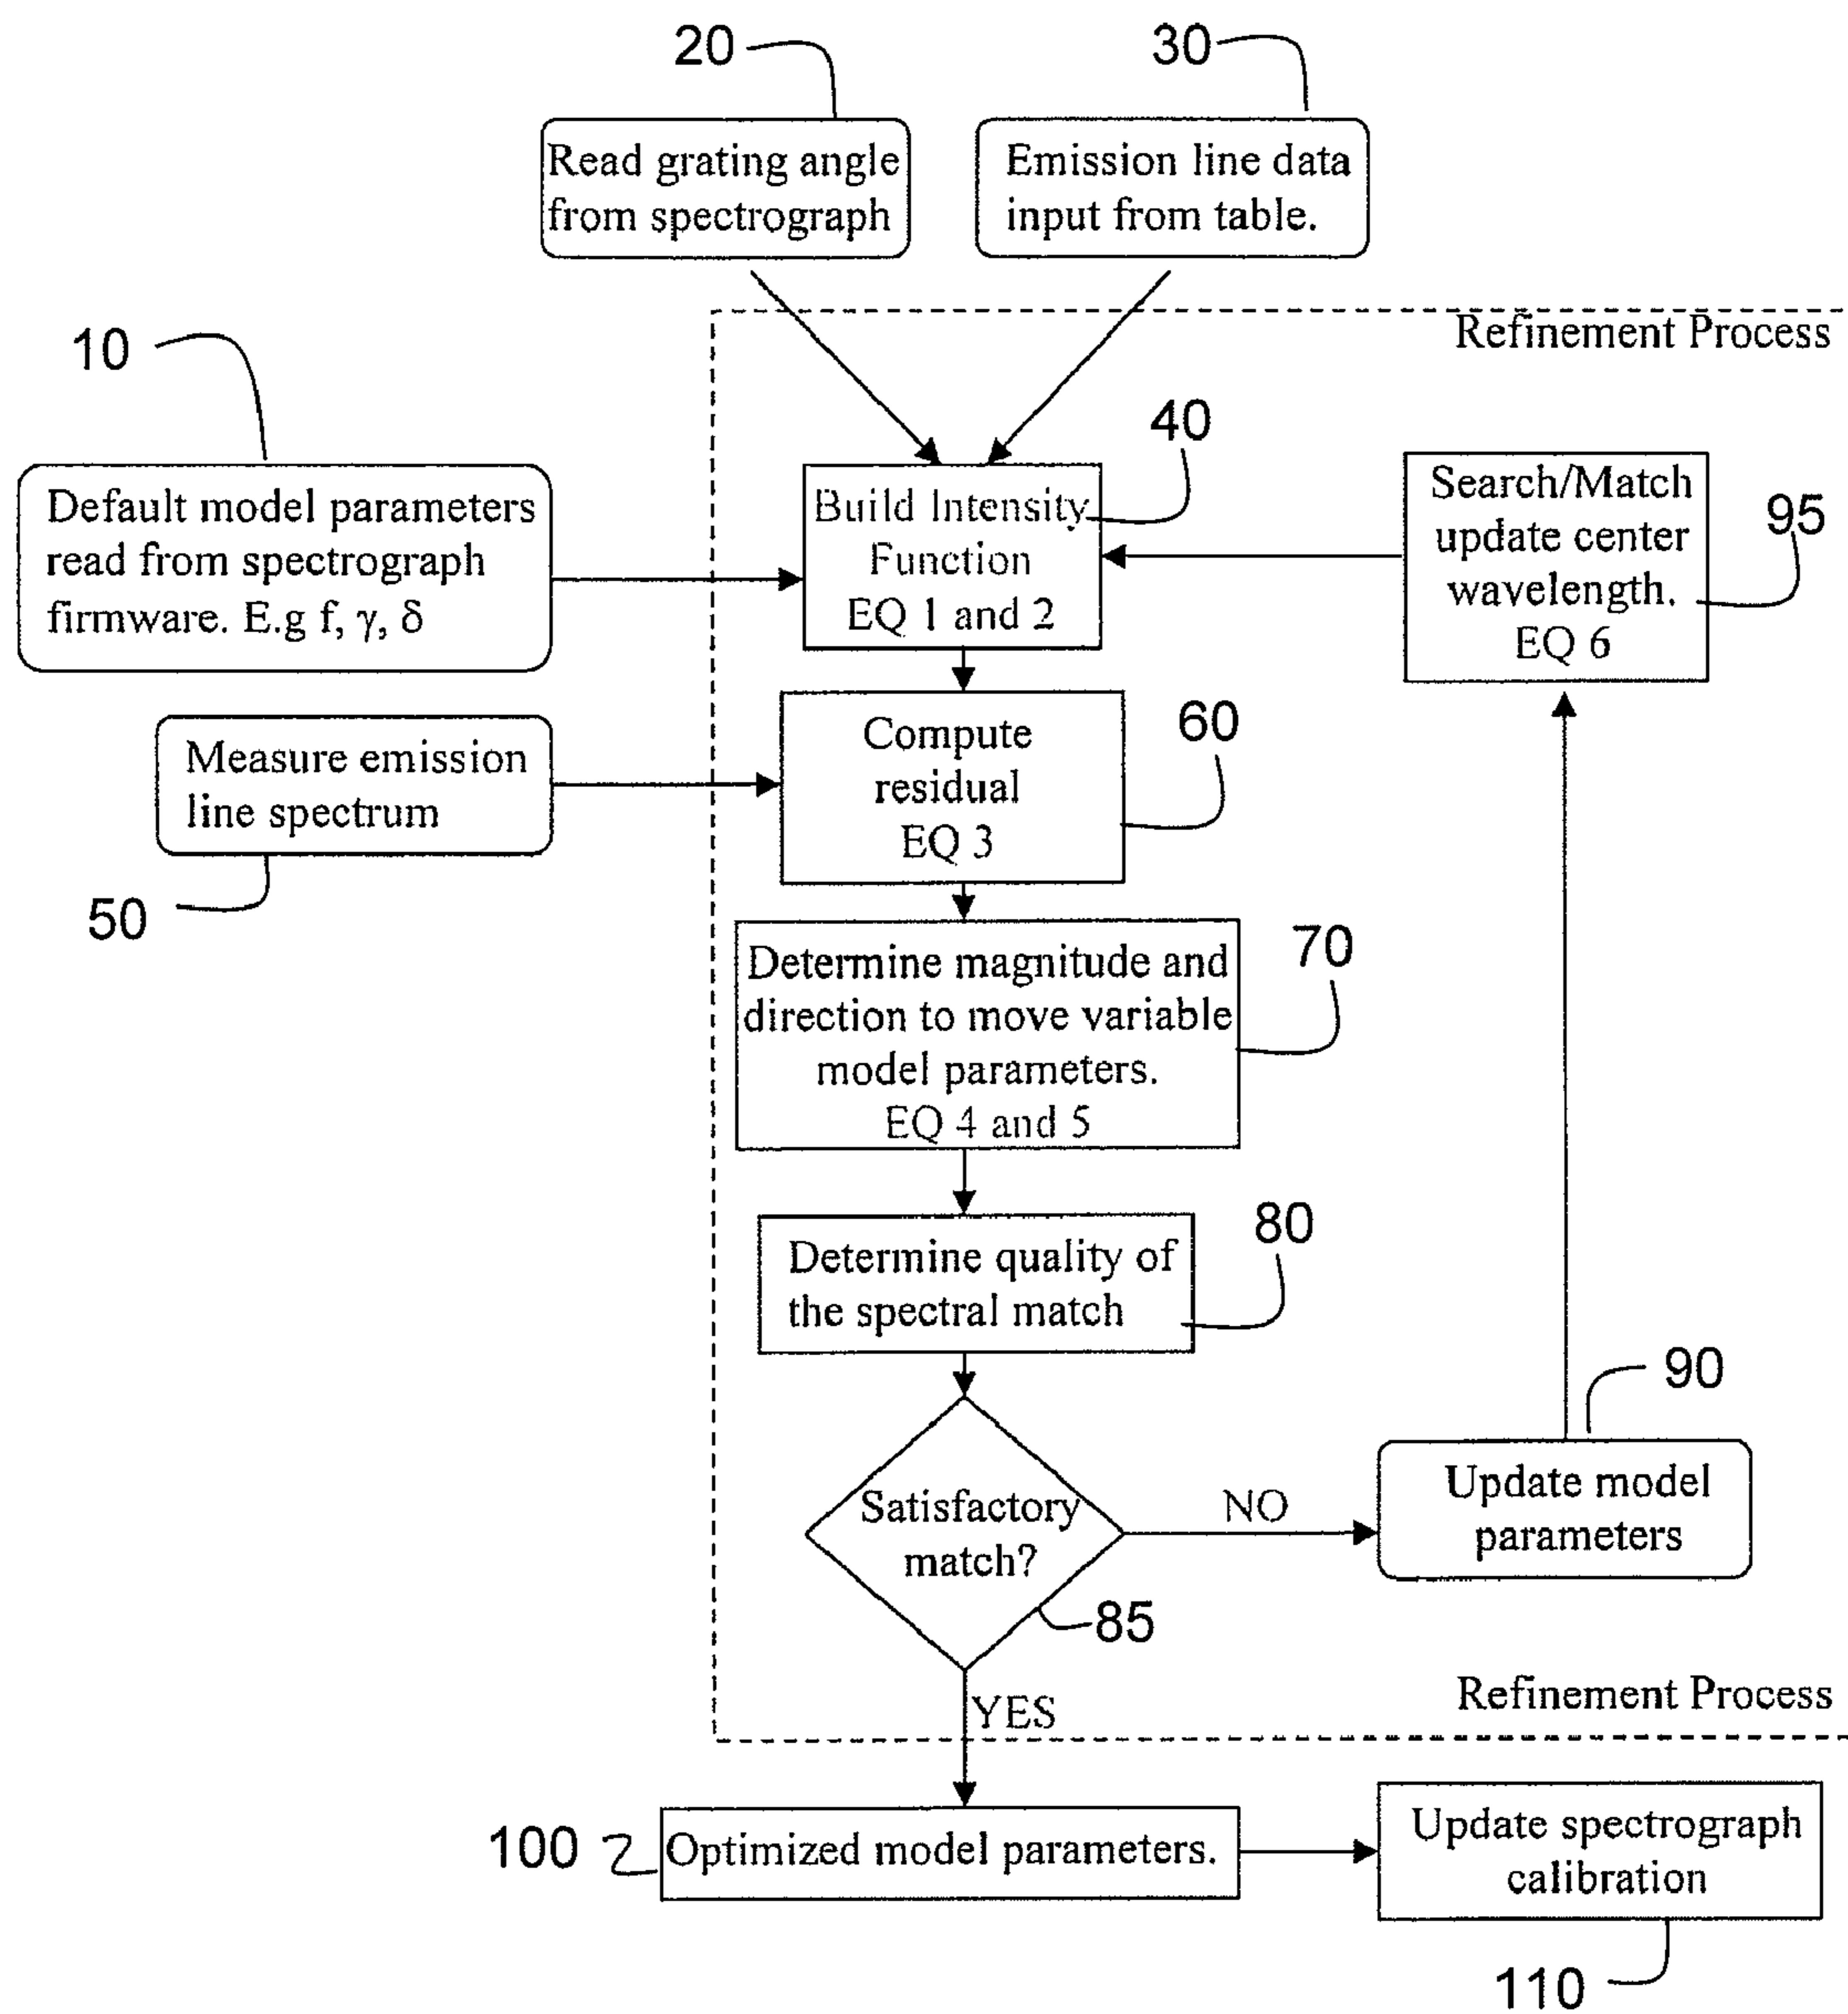 20
30
Read grating angle
from spectrograph
Emission line data
input from table.
Refinement Process
10
40
Default model parameters
read from spectrograph
firmware. E.g f, γ, δ
Build Intensity
Function
EQ 1 and 2
Search/Match
update center
wavelength.
EQ 6
95
60
Measure emission
line spectrum
Compute
residual
EQ 3
50
70
Determine magnitude and
direction to move variable
model parameters.
EQ 4 and 5
80
Determine quality of
the spectral match
90
Satisfactory
match?
NO
Update model
parameters
85
YES
Refinement Process
100
Optimized model parameters.
Update spectrograph
calibration
110